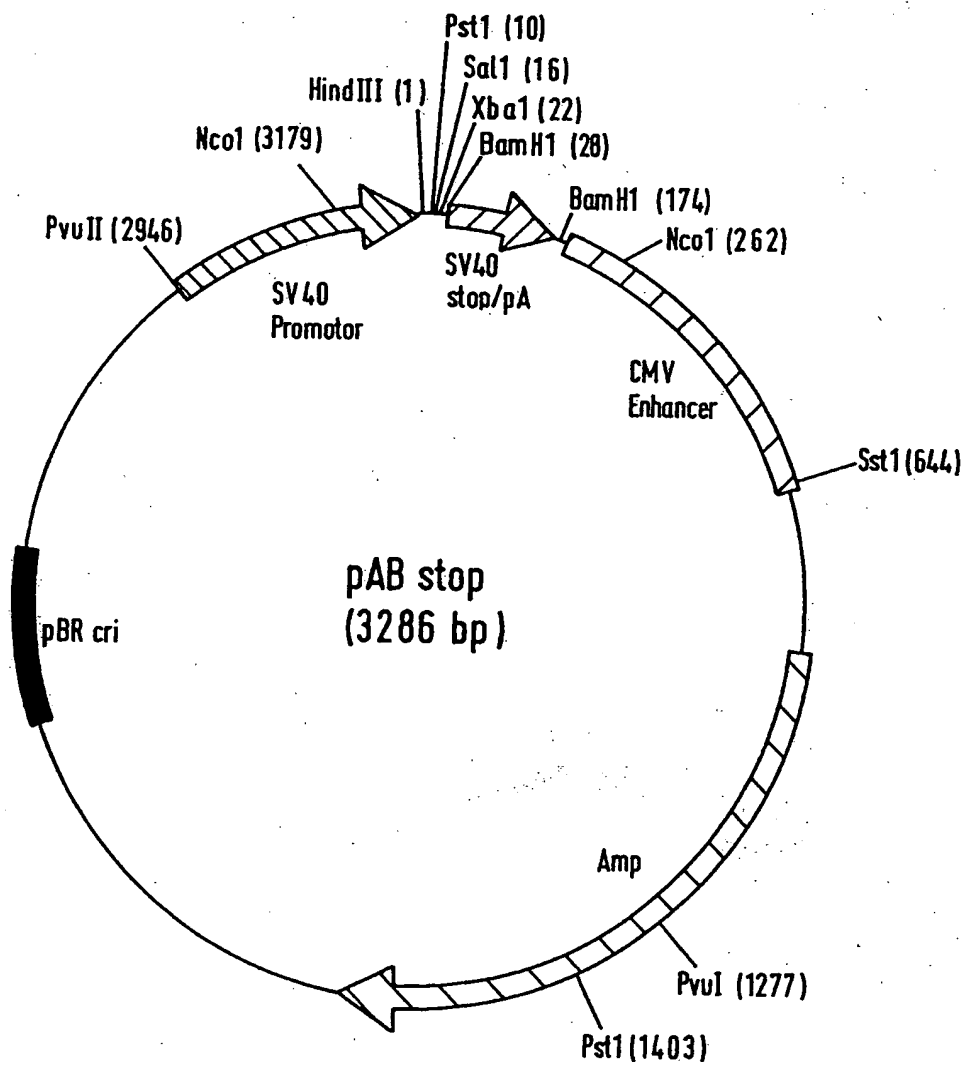 Pst1 (10)
Sal1 (16)
HindIII (1)
Xba1 (22)
Nco1 (3179)
BamH1 (28)
BamH1 (174)
PvuII (2946)
Nco1 (262)
SV40
Promotor
SV40
stop/pA
CMV
Enhancer
Sst1 (644)
pAB stop
(3286 bp)
pBR cri
Amp
PvuI (1277)
Pst1 (1403)